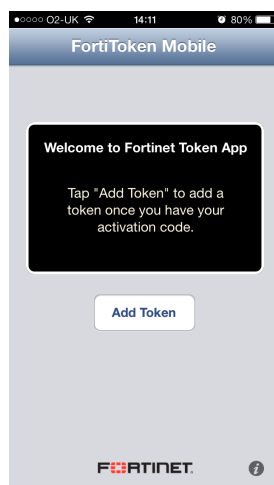 O2-UK 14:11 80%
FortiToken Mobile
Welcome to Fortinet Token App
Tap "Add Token" to add a
token once you have your
activation code.
Add Token
FORTINET
i